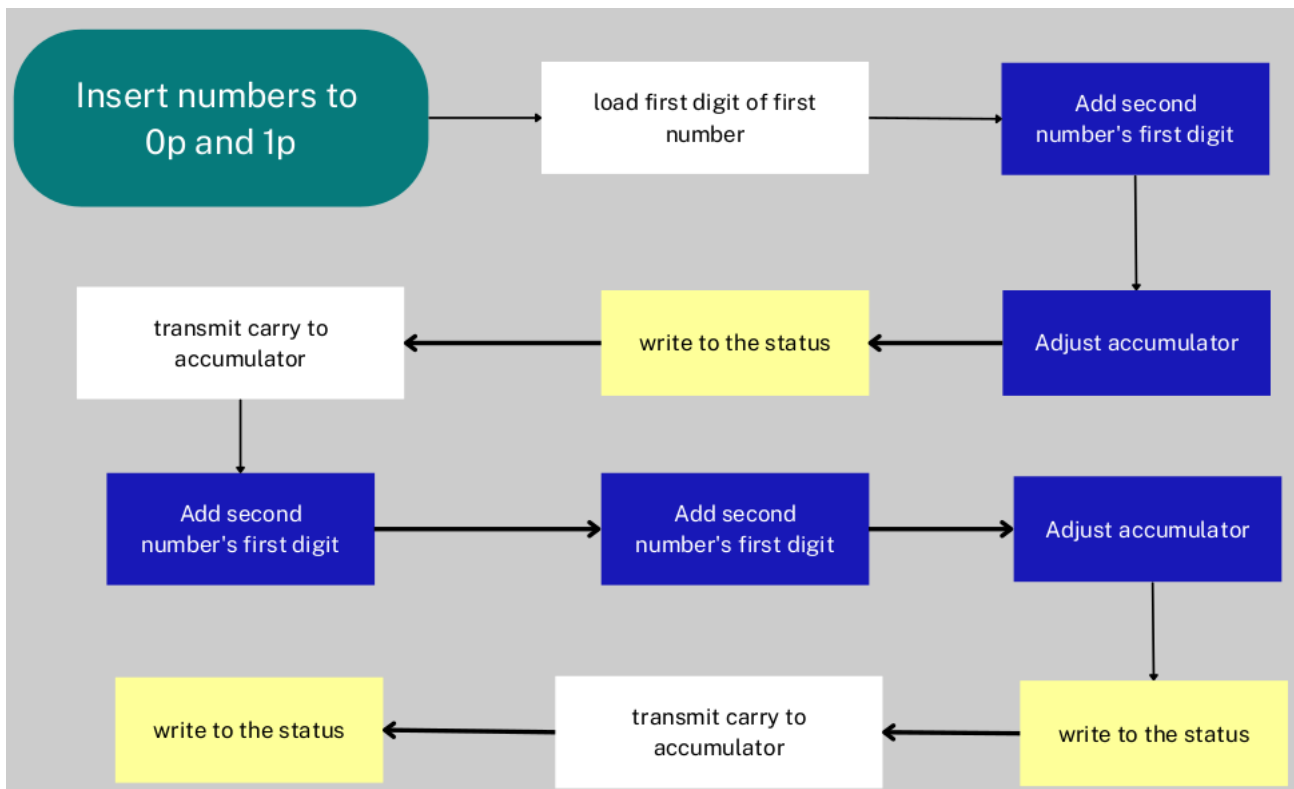 Insert numbers to
0p and 1p
load first digit of first
number
Add second
number's first digit
Adjust accumulator
write to the status
transmit carry to
accumulator
Add second
number's first digit
Add second
number's first digit
Adjust accumulator
write to the status
transmit carry to
accumulator
write to the status